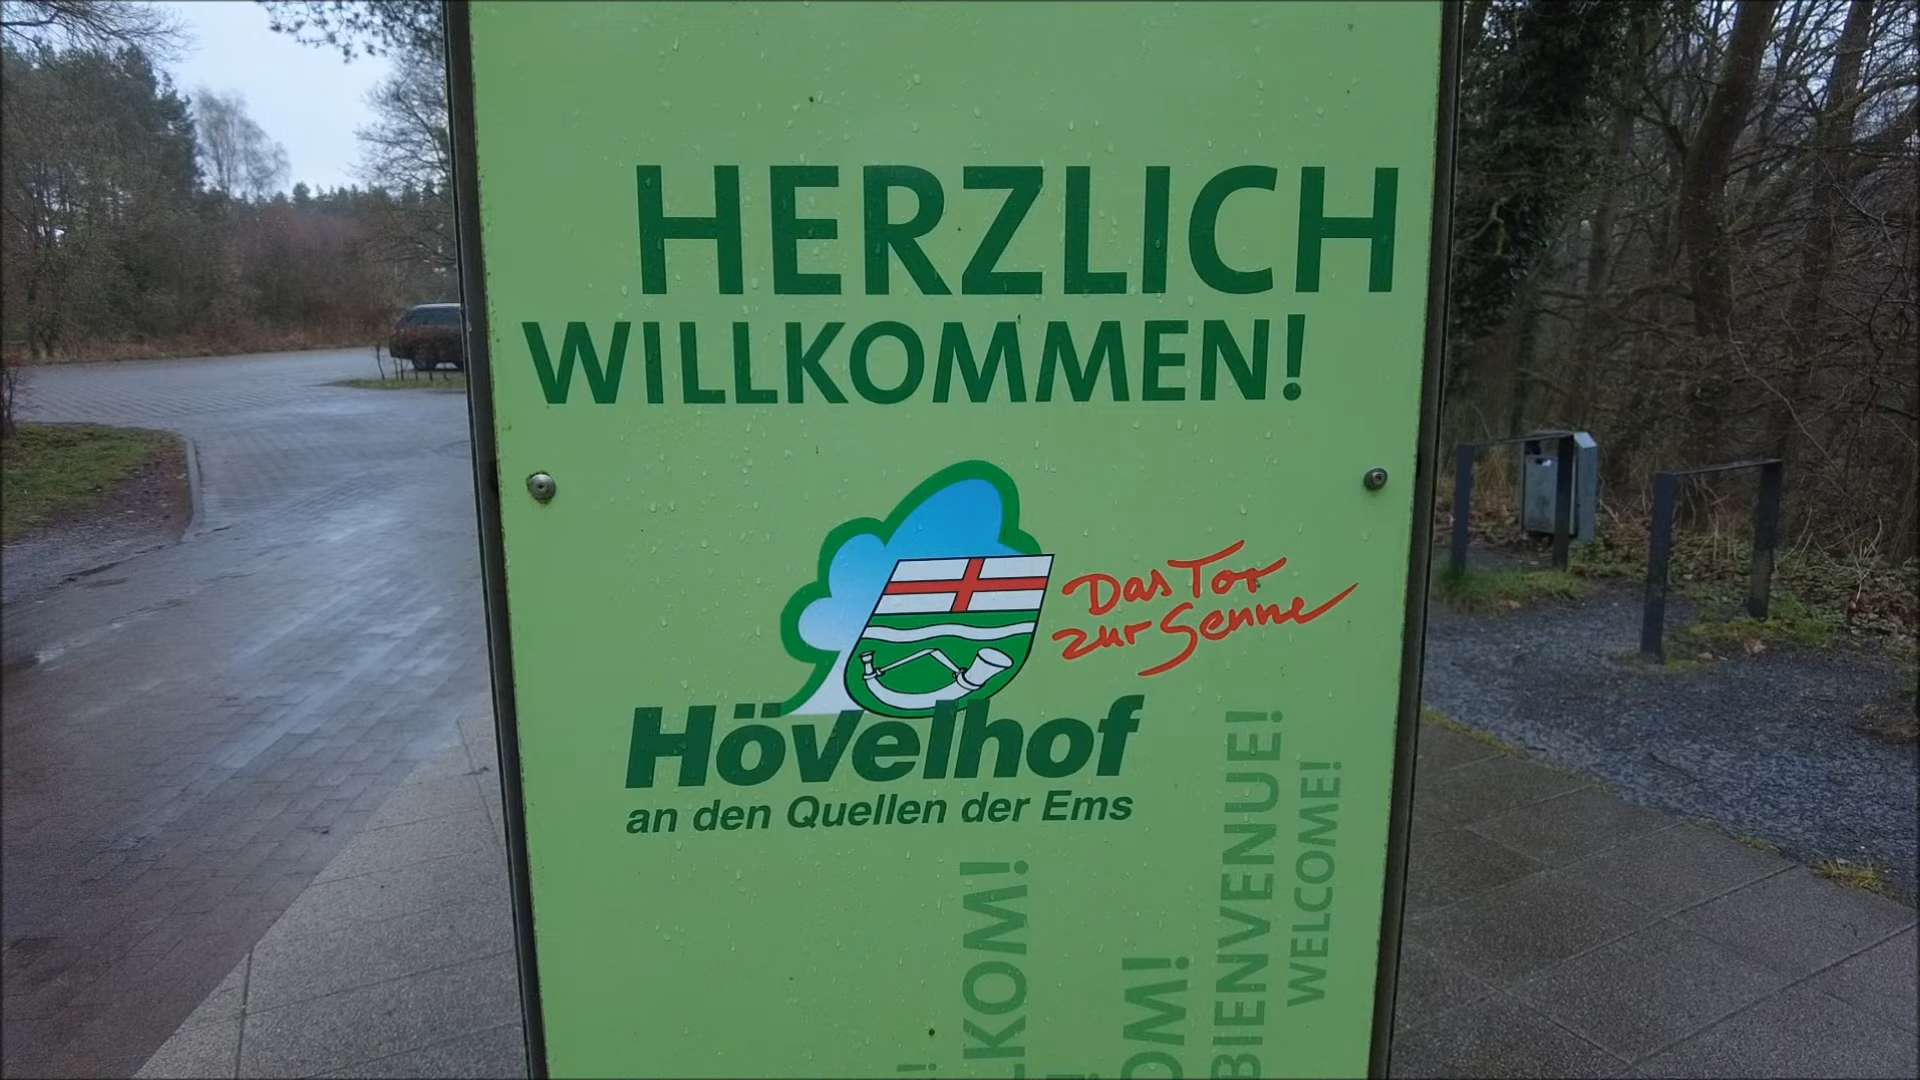 HERZLICH
WILLKOMMEN!
Das Tor
zur Senne
Hövelhof
an den Quellen der Ems
BIENVENUE!
WELCOME!